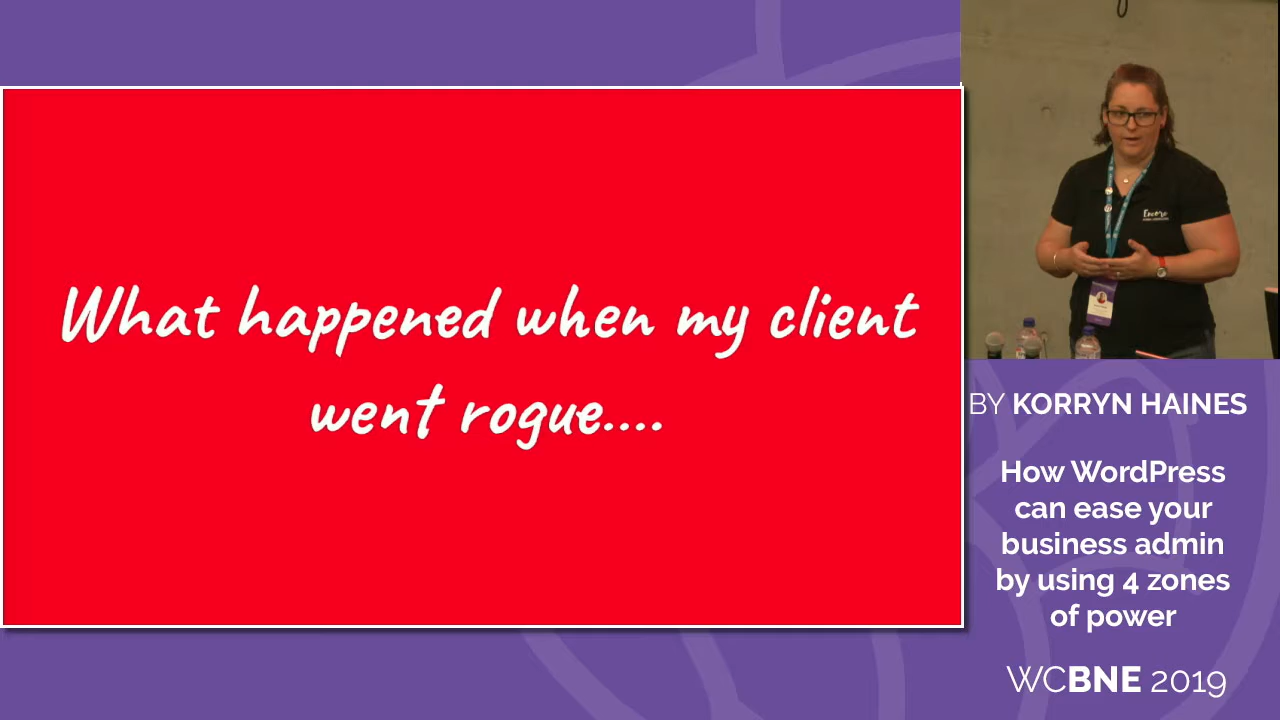 What happened when my client
went rogue....
Encore
BY KORRYN HAINES
How WordPress
can ease your
business admin
by using 4 zones
of power
WCBNE 2019